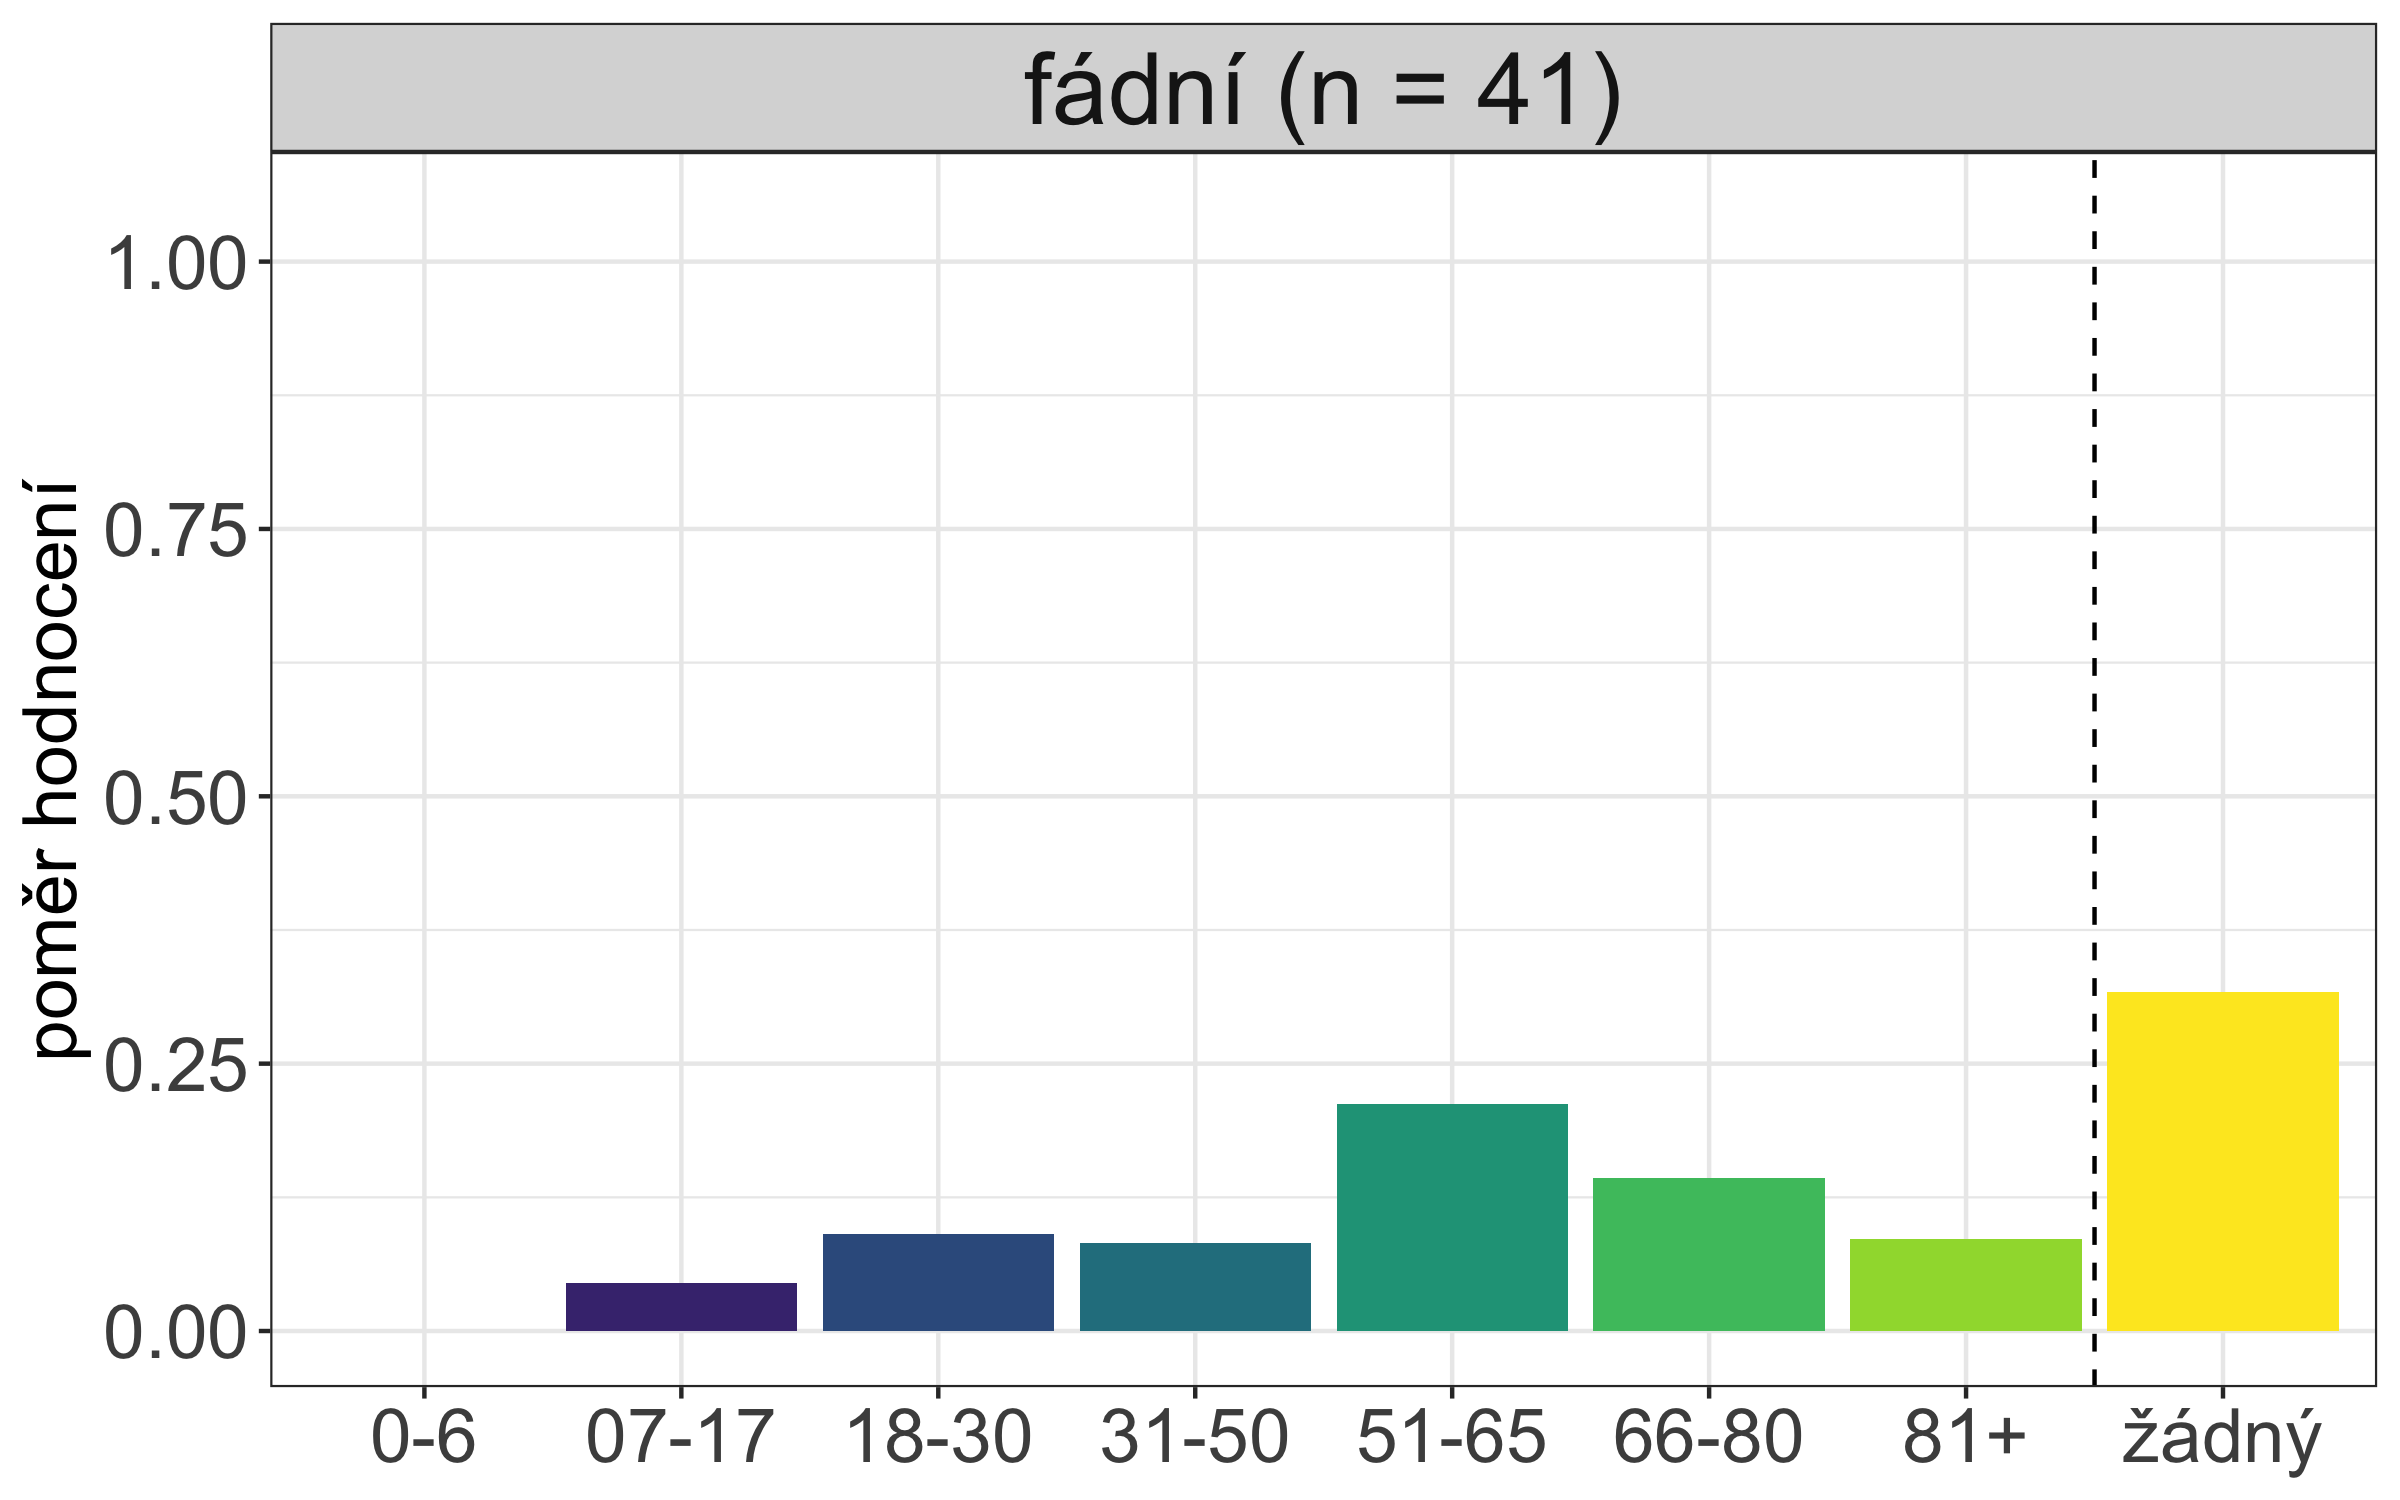 fádní (n = 41)
poměr hodnocení
1.00
0.75
0.50
0.25
0.00
0-6 07-17 18-30 31-50 51-65 66-80 81+ žádný